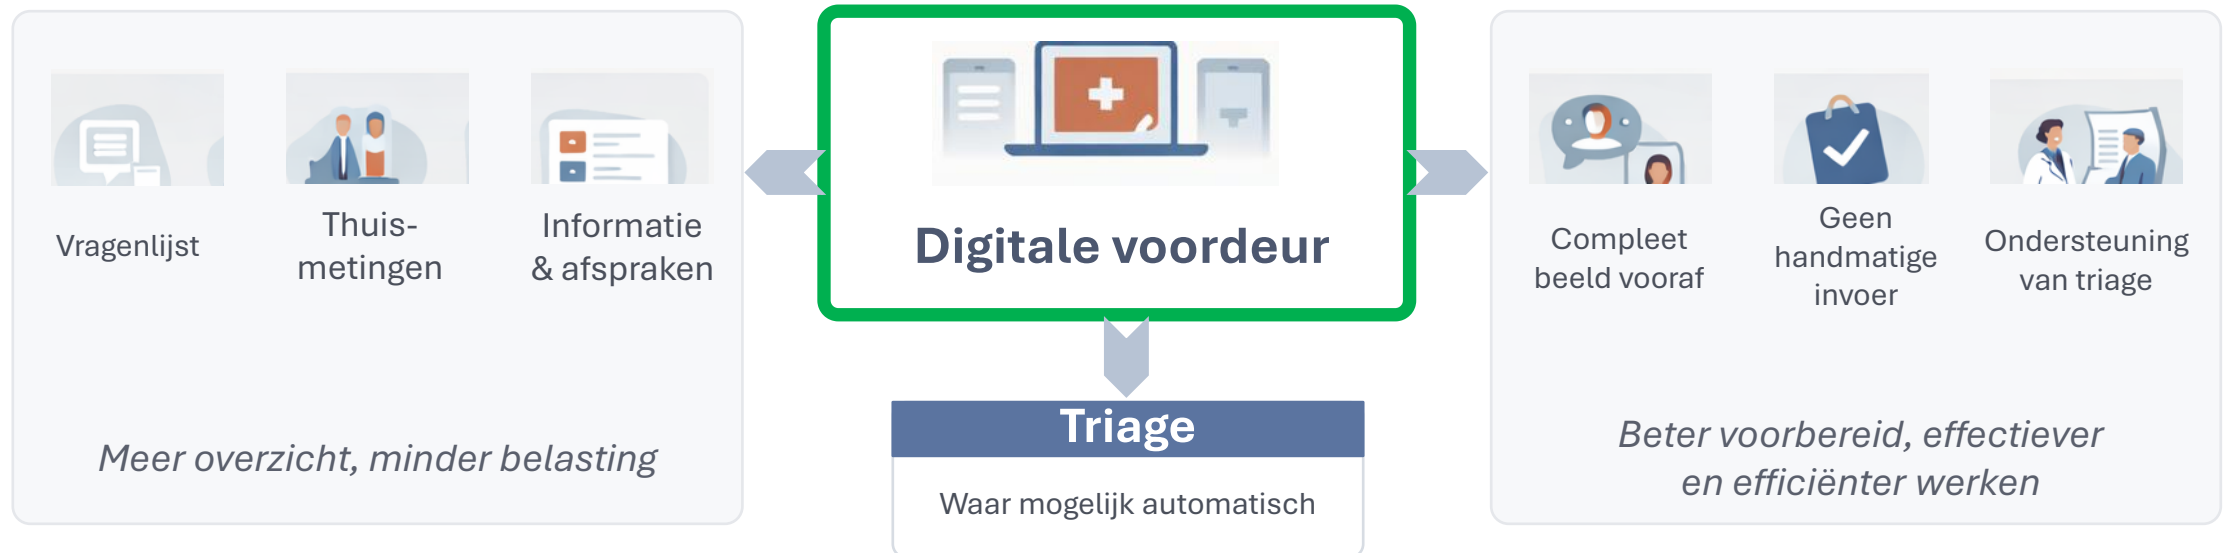 Vragenlijst
Thuis-
metingen
Informatie
& afspraken
Meer overzicht, minder belasting
Digitale voordeur
Triage
Waar mogelijk automatisch
Compleet
beeld vooraf
Geen
handmatige
invoer
Ondersteuning
van triage
Beter voorbereid, effectiever
en efficiënter werken